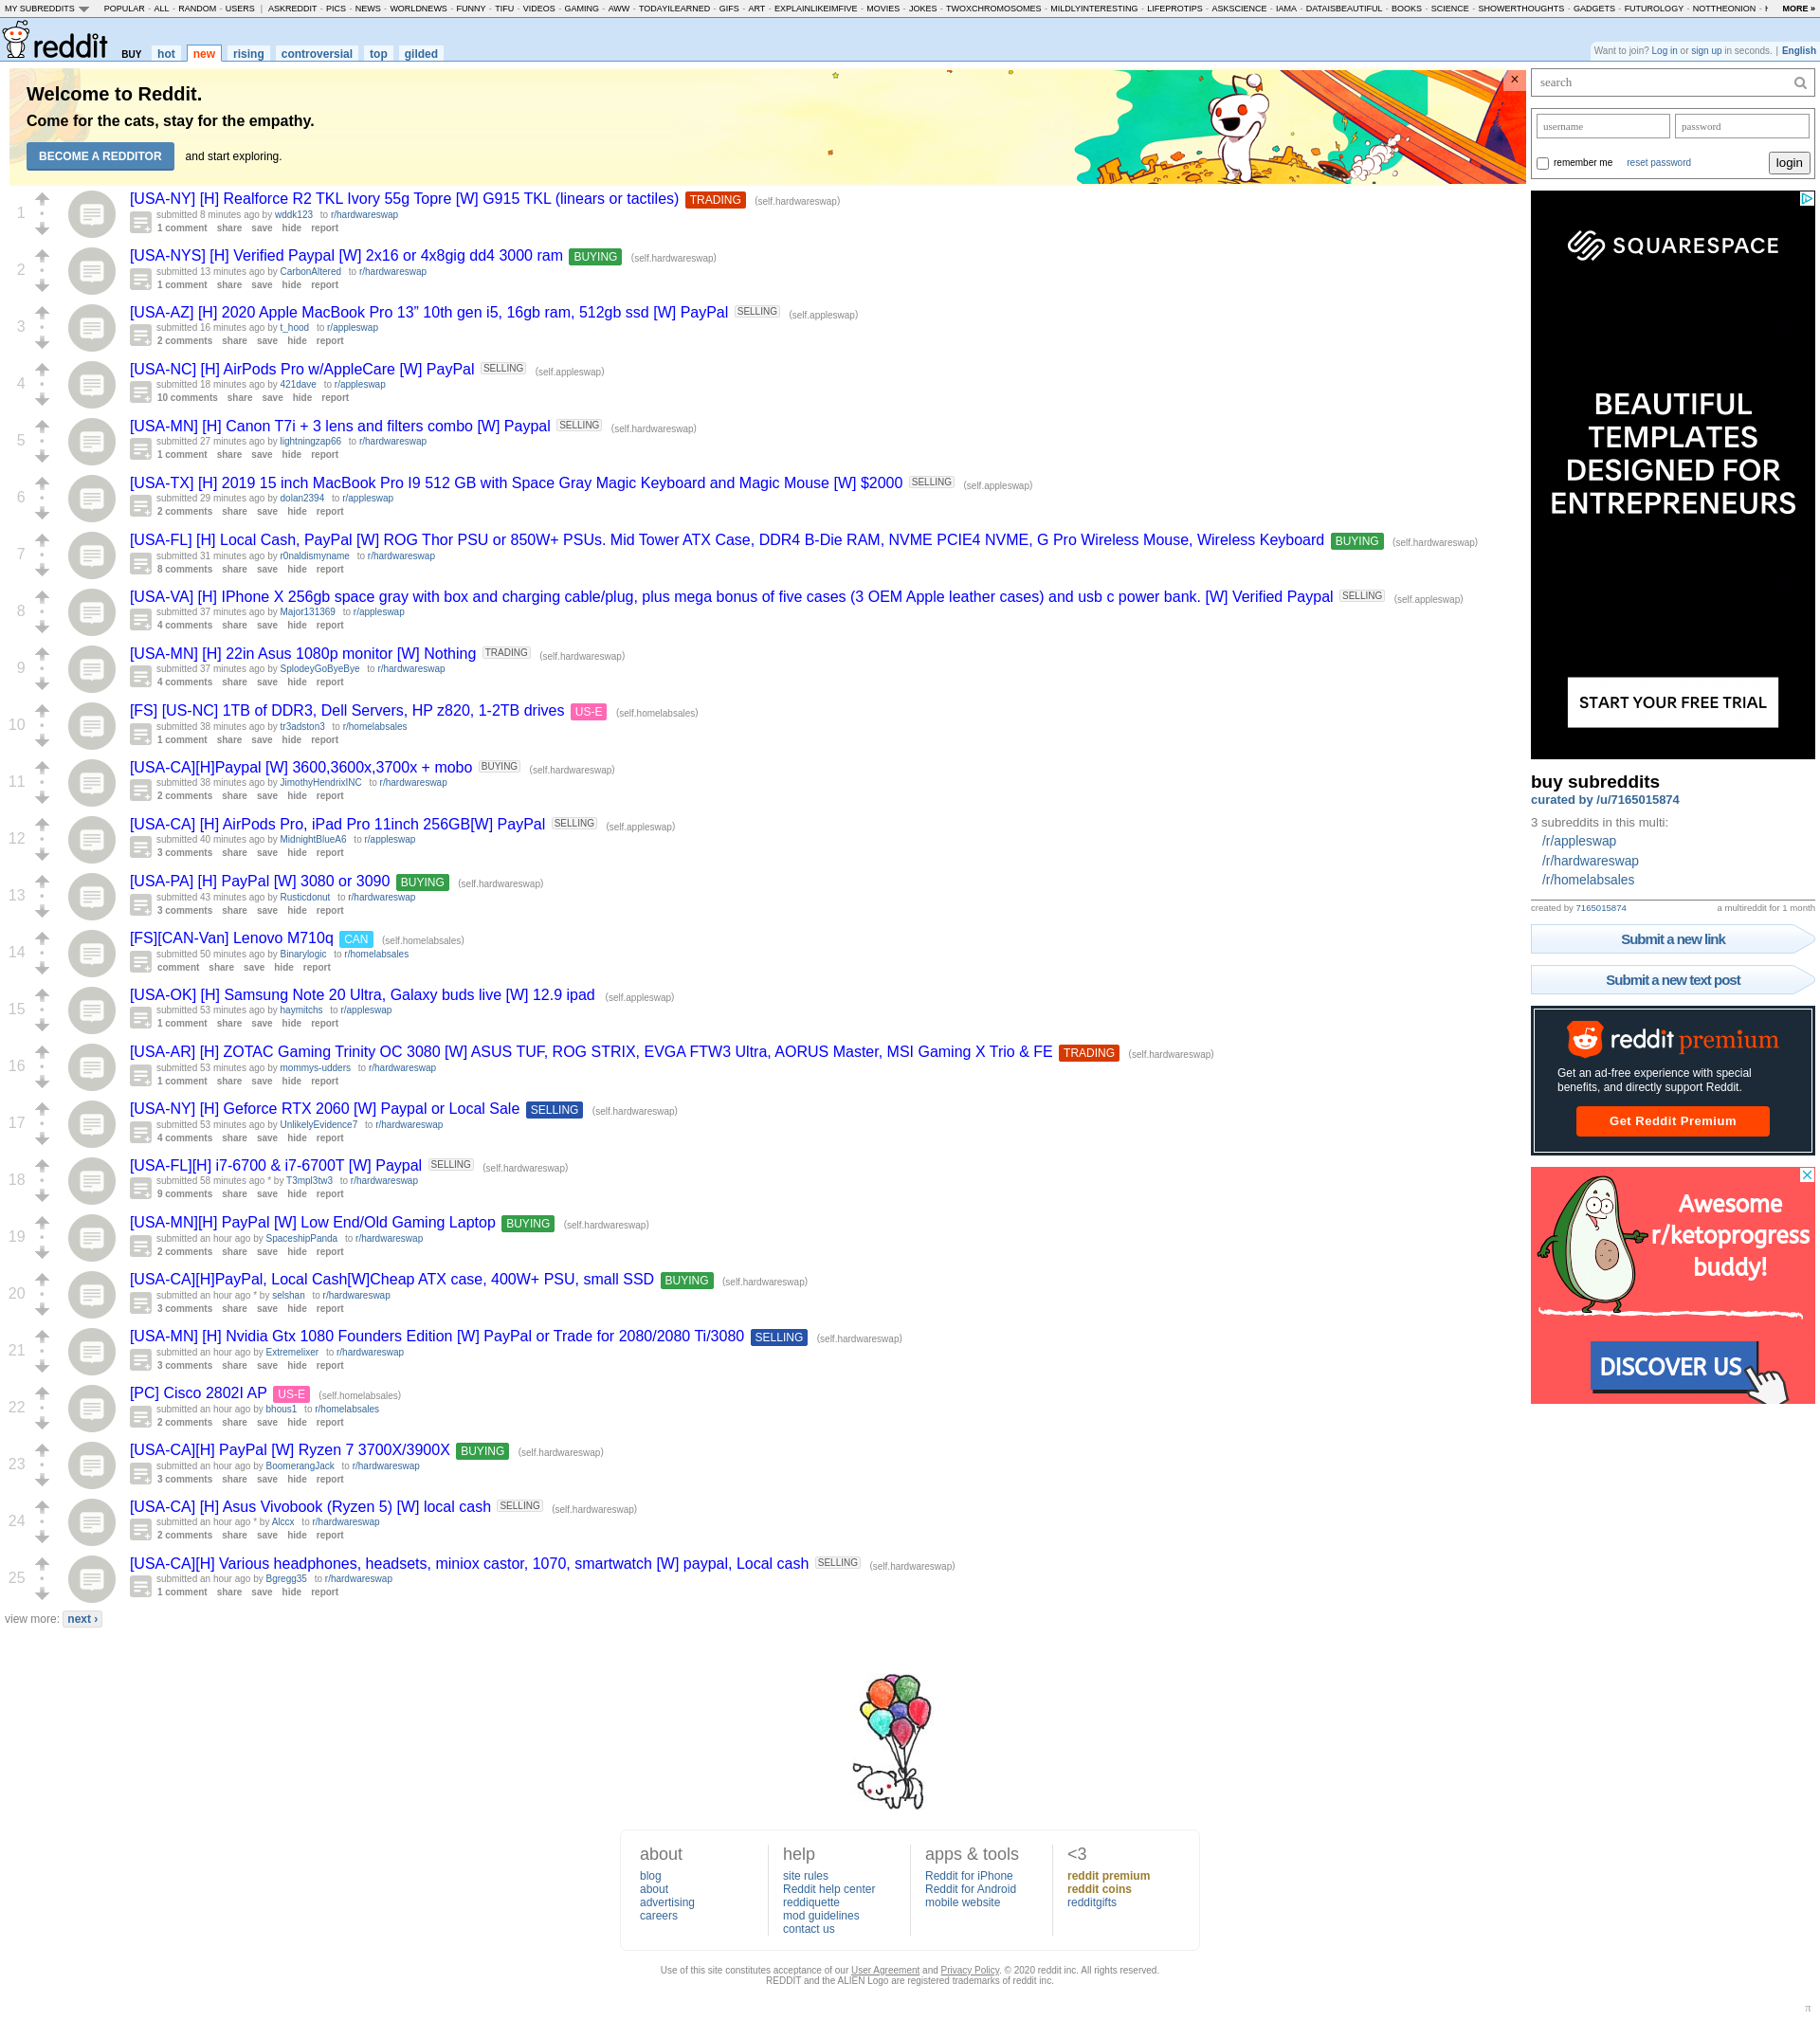 MY SUBREDDITS POPULAR - ALL - RANDOM - USERS | ASKREDDIT - PICS - NEWS - WORLDNEWS - FUNNY - TIFU - VIDEOS - GAMING - AWW - TODAYILEARNED - GIFS - ART - EXPLAINLIKEIMFIVE - MOVIES - JOKES - TWOXCHROMOSOMES - MILDLYINTERESTING - LIFEPROTIPS - ASKSCIENCE - IAMA - DATAISBEAUTIFUL - BOOKS - SCIENCE - SHOWERTHOUGHTS - GADGETS - FUTUROLOGY - NOTTHEONION - MORE »
reddit BUY hot new rising controversial top gilded
Want to join? Log in or sign up in seconds. | English
Welcome to Reddit.
Come for the cats, stay for the empathy.
BECOME A REDDITOR and start exploring.
×
1
[USA-NY] [H] Realforce R2 TKL Ivory 55g Topre [W] G915 TKL (linears or tactiles) TRADING (self.hardwareswap)
submitted 8 minutes ago by wddk123 to r/hardwareswap
1 comment share save hide report
2
[USA-NYS] [H] Verified Paypal [W] 2x16 or 4x8gig dd4 3000 ram BUYING (self.hardwareswap)
submitted 13 minutes ago by CarbonAltered to r/hardwareswap
1 comment share save hide report
3
[USA-AZ] [H] 2020 Apple MacBook Pro 13” 10th gen i5, 16gb ram, 512gb ssd [W] PayPal SELLING (self.appleswap)
submitted 16 minutes ago by t_hood to r/appleswap
2 comments share save hide report
4
[USA-NC] [H] AirPods Pro w/AppleCare [W] PayPal SELLING (self.appleswap)
submitted 18 minutes ago by 421dave to r/appleswap
10 comments share save hide report
5
[USA-MN] [H] Canon T7i + 3 lens and filters combo [W] Paypal SELLING (self.hardwareswap)
submitted 27 minutes ago by lightningzap66 to r/hardwareswap
1 comment share save hide report
6
[USA-TX] [H] 2019 15 inch MacBook Pro I9 512 GB with Space Gray Magic Keyboard and Magic Mouse [W] $2000 SELLING (self.appleswap)
submitted 29 minutes ago by dolan2394 to r/appleswap
2 comments share save hide report
7
[USA-FL] [H] Local Cash, PayPal [W] ROG Thor PSU or 850W+ PSUs. Mid Tower ATX Case, DDR4 B-Die RAM, NVME PCIE4 NVME, G Pro Wireless Mouse, Wireless Keyboard BUYING (self.hardwareswap)
submitted 31 minutes ago by r0naldismyname to r/hardwareswap
8 comments share save hide report
8
[USA-VA] [H] IPhone X 256gb space gray with box and charging cable/plug, plus mega bonus of five cases (3 OEM Apple leather cases) and usb c power bank. [W] Verified Paypal SELLING (self.appleswap)
submitted 37 minutes ago by Major131369 to r/appleswap
4 comments share save hide report
9
[USA-MN] [H] 22in Asus 1080p monitor [W] Nothing TRADING (self.hardwareswap)
submitted 37 minutes ago by SplodeyGoByeBye to r/hardwareswap
4 comments share save hide report
10
[FS] [US-NC] 1TB of DDR3, Dell Servers, HP z820, 1-2TB drives US-E (self.homelabsales)
submitted 38 minutes ago by tr3adston3 to r/homelabsales
1 comment share save hide report
11
[USA-CA][H]Paypal [W] 3600,3600x,3700x + mobo BUYING (self.hardwareswap)
submitted 38 minutes ago by JimothyHendrixINC to r/hardwareswap
2 comments share save hide report
12
[USA-CA] [H] AirPods Pro, iPad Pro 11inch 256GB[W] PayPal SELLING (self.appleswap)
submitted 40 minutes ago by MidnightBlueA6 to r/appleswap
3 comments share save hide report
13
[USA-PA] [H] PayPal [W] 3080 or 3090 BUYING (self.hardwareswap)
submitted 43 minutes ago by Rusticdonut to r/hardwareswap
3 comments share save hide report
14
[FS][CAN-Van] Lenovo M710q CAN (self.homelabsales)
submitted 50 minutes ago by Binarylogic to r/homelabsales
comment share save hide report
15
[USA-OK] [H] Samsung Note 20 Ultra, Galaxy buds live [W] 12.9 ipad (self.appleswap)
submitted 53 minutes ago by haymitchs to r/appleswap
1 comment share save hide report
16
[USA-AR] [H] ZOTAC Gaming Trinity OC 3080 [W] ASUS TUF, ROG STRIX, EVGA FTW3 Ultra, AORUS Master, MSI Gaming X Trio & FE TRADING (self.hardwareswap)
submitted 53 minutes ago by mommys-udders to r/hardwareswap
1 comment share save hide report
17
[USA-NY] [H] Geforce RTX 2060 [W] Paypal or Local Sale SELLING (self.hardwareswap)
submitted 53 minutes ago by UnlikelyEvidence7 to r/hardwareswap
4 comments share save hide report
18
[USA-FL][H] i7-6700 & i7-6700T [W] Paypal SELLING (self.hardwareswap)
submitted 58 minutes ago * by T3mpl3tw3 to r/hardwareswap
9 comments share save hide report
19
[USA-MN][H] PayPal [W] Low End/Old Gaming Laptop BUYING (self.hardwareswap)
submitted an hour ago by SpaceshipPanda to r/hardwareswap
2 comments share save hide report
20
[USA-CA][H]PayPal, Local Cash[W]Cheap ATX case, 400W+ PSU, small SSD BUYING (self.hardwareswap)
submitted an hour ago * by selshan to r/hardwareswap
3 comments share save hide report
21
[USA-MN] [H] Nvidia Gtx 1080 Founders Edition [W] PayPal or Trade for 2080/2080 Ti/3080 SELLING (self.hardwareswap)
submitted an hour ago by Extremelixer to r/hardwareswap
3 comments share save hide report
22
[PC] Cisco 2802I AP US-E (self.homelabsales)
submitted an hour ago by bhous1 to r/homelabsales
2 comments share save hide report
23
[USA-CA][H] PayPal [W] Ryzen 7 3700X/3900X BUYING (self.hardwareswap)
submitted an hour ago by BoomerangJack to r/hardwareswap
3 comments share save hide report
24
[USA-CA] [H] Asus Vivobook (Ryzen 5) [W] local cash SELLING (self.hardwareswap)
submitted an hour ago * by Alccx to r/hardwareswap
2 comments share save hide report
25
[USA-CA][H] Various headphones, headsets, miniox castor, 1070, smartwatch [W] paypal, Local cash SELLING (self.hardwareswap)
submitted an hour ago by Bgregg35 to r/hardwareswap
1 comment share save hide report
view more: next ›
search
username password
remember me reset password login
SQUARESPACE
BEAUTIFUL
TEMPLATES
DESIGNED FOR
ENTREPRENEURS
START YOUR FREE TRIAL
buy subreddits
curated by /u/7165015874
3 subreddits in this multi:
/r/appleswap
/r/hardwareswap
/r/homelabsales
created by 7165015874 a multireddit for 1 month
Submit a new link
Submit a new text post
reddit premium
Get an ad-free experience with special
benefits, and directly support Reddit.
Get Reddit Premium
Awesome
r/ketoprogress
buddy!
DISCOVER US
about
blog
about
advertising
careers
help
site rules
Reddit help center
reddiquette
mod guidelines
contact us
apps & tools
Reddit for iPhone
Reddit for Android
mobile website
<3
reddit premium
reddit coins
redditgifts
Use of this site constitutes acceptance of our User Agreement and Privacy Policy. © 2020 reddit inc. All rights reserved.
REDDIT and the ALIEN Logo are registered trademarks of reddit inc.
π